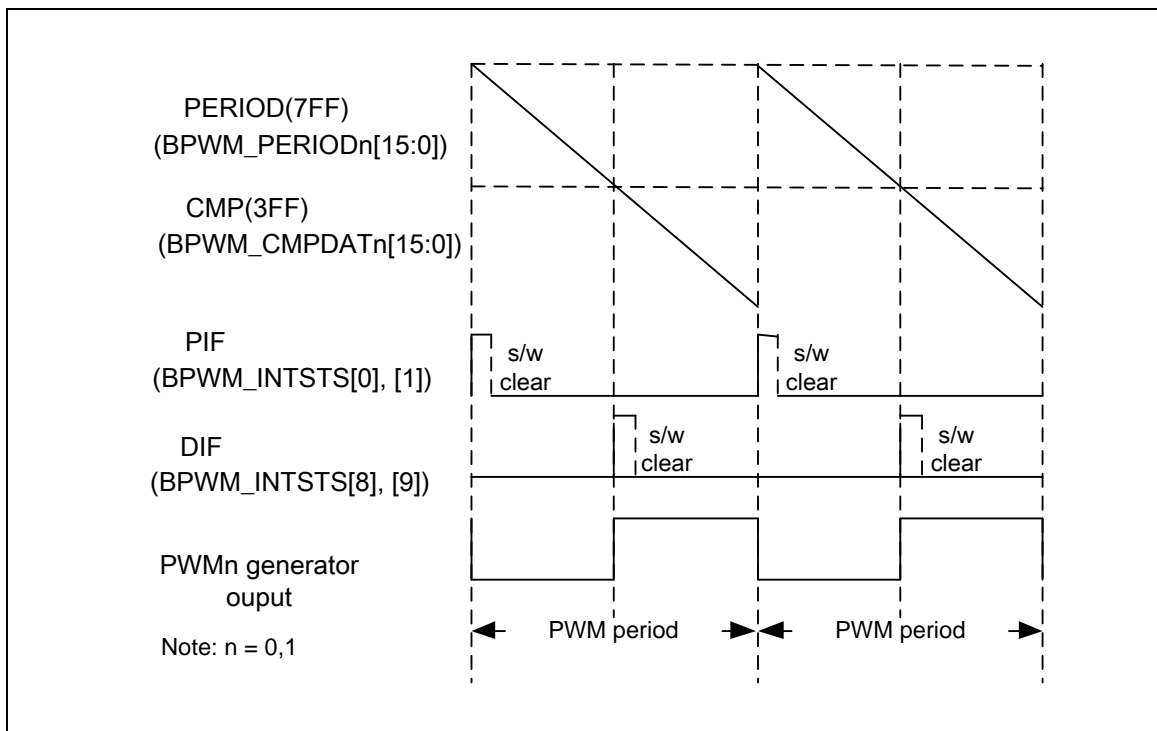 PERIOD(7FF)
(BPWM_PERIODn[15:0])
CMP(3FF)
(BPWM_CMPDATn[15:0])
PIF
(BPWM_INTSTS[0], [1])
s/w
clear
s/w
clear
DIF
(BPWM_INTSTS[8], [9])
s/w
clear
s/w
clear
PWMn generator
ouput
PWM period
PWM period
Note: n = 0,1